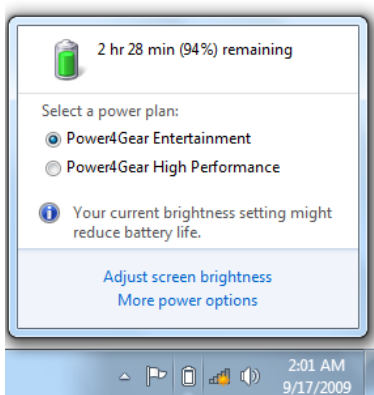 2 hr 28 min (94%) remaining
Select a power plan:
Power4Gear Entertainment
Power4Gear High Performance
Your current brightness setting might
reduce battery life.
Adjust screen brightness
More power options
2:01 AM
9/17/2009